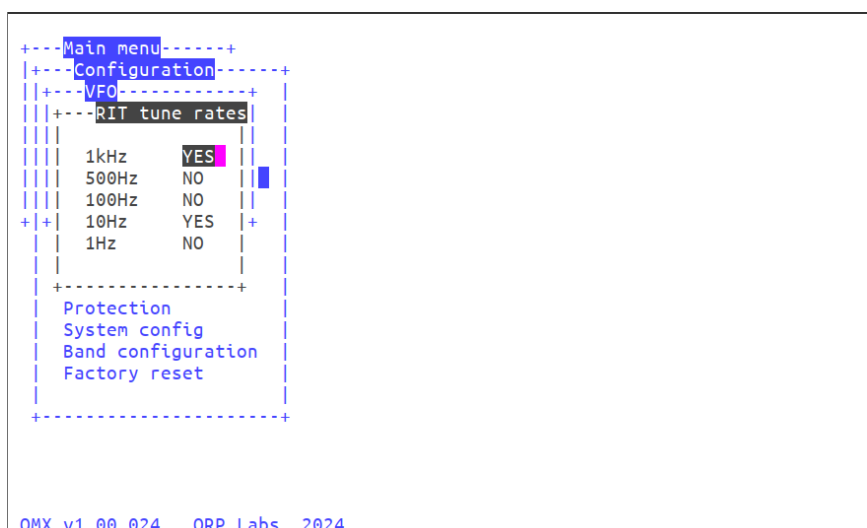 Main menu
Configuration
VFO
RIT tune rates
1kHz YES
500Hz NO
100Hz NO
10Hz YES
1Hz NO
Protection
System config
Band configuration
Factory reset
QMX v1_00_024 QRP Labs, 2024